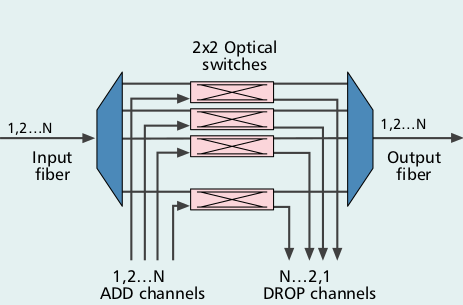 2x2 Optical
switches
1,2...N
Input
fiber
1,2...N
Output
fiber
1,2...N
ADD channels
N...2,1
DROP channels